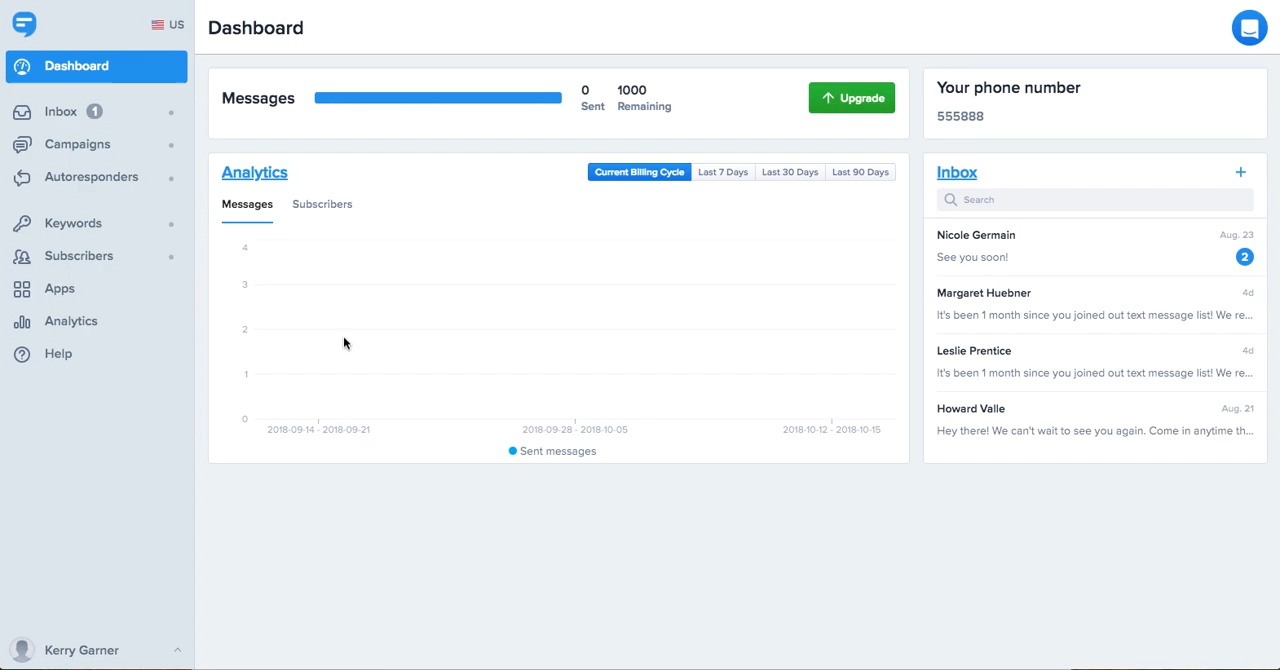 US
Dashboard
Inbox 1
Campaigns
Autoresponders
Keywords
Subscribers
Apps
Analytics
Help
Kerry Garner
Dashboard
Messages
0 1000
Sent Remaining
Upgrade
Your phone number
555888
Analytics
Current Billing Cycle Last 7 Days Last 30 Days Last 90 Days
Messages Subscribers
4
3
2
1
0
2018-09-14 - 2018-09-21 2018-09-28 - 2018-10-05 2018-10-12 - 2018-10-15
Sent messages
Inbox +
Search
Nicole Germain Aug. 23
See you soon! 2
Margaret Huebner 4d
It's been 1 month since you joined out text message list! We re...
Leslie Prentice 4d
It's been 1 month since you joined out text message list! We re...
Howard Valle Aug. 21
Hey there! We can't wait to see you again. Come in anytime th...